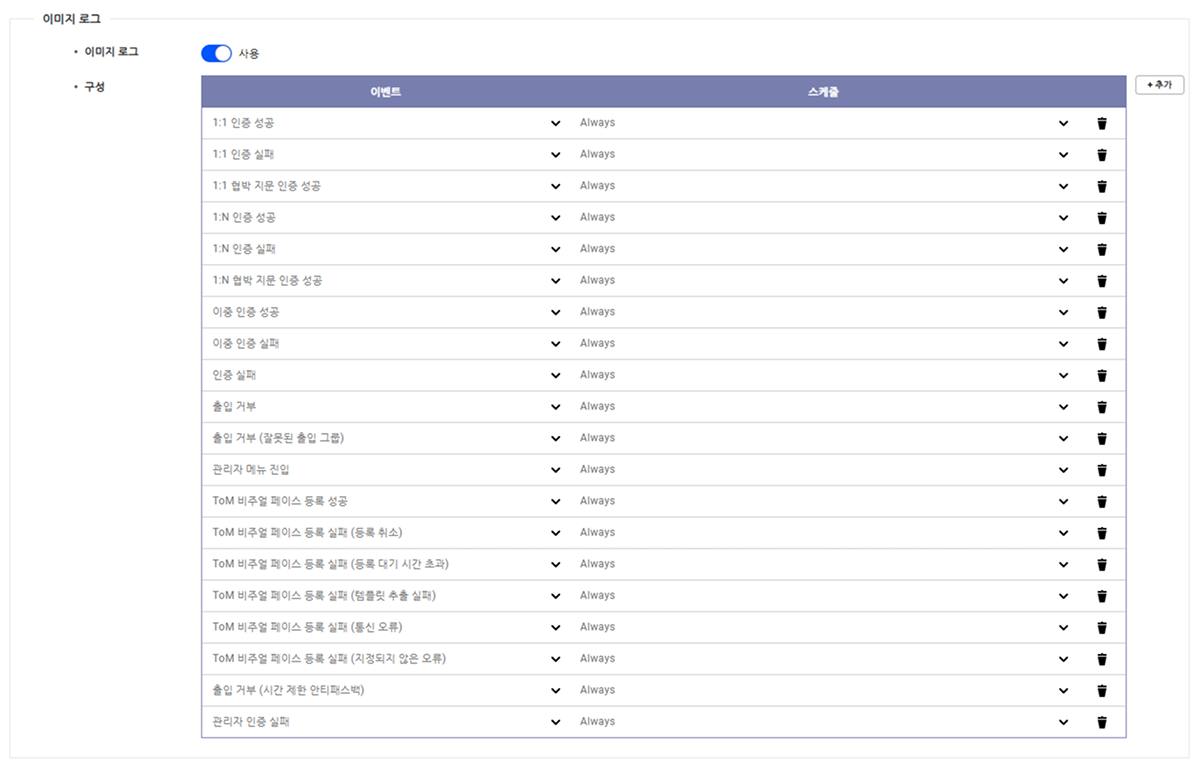 이미지 로그
• 이미지 로그 사용
• 구성
이벤트 스케줄 + 추가
1:1 인증 성공 Always
1:1 인증 실패 Always
1:1 협박 지문 인증 성공 Always
1:N 인증 성공 Always
1:N 인증 실패 Always
1:N 협박 지문 인증 성공 Always
이중 인증 성공 Always
이중 인증 실패 Always
인증 실패 Always
출입 거부 Always
출입 거부 (잘못된 출입 그룹) Always
관리자 메뉴 진입 Always
ToM 비주얼 페이스 등록 성공 Always
ToM 비주얼 페이스 등록 실패 (등록 취소) Always
ToM 비주얼 페이스 등록 실패 (등록 대기 시간 초과) Always
ToM 비주얼 페이스 등록 실패 (템플릿 추출 실패) Always
ToM 비주얼 페이스 등록 실패 (통신 오류) Always
ToM 비주얼 페이스 등록 실패 (지정되지 않은 오류) Always
출입 거부 (시간 제한 안티패스백) Always
관리자 인증 실패 Always